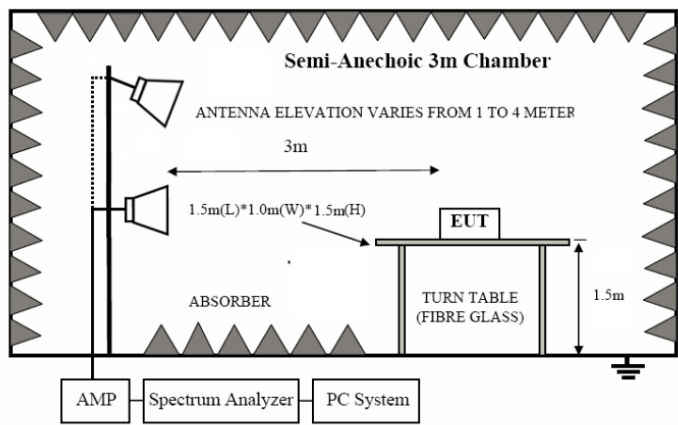 Semi-Anechoic 3m Chamber
ANTENNA ELEVATION VARIES FROM 1 TO 4 METER
3m
1.5m(L)*1.0m(W)*1.5m(H)
EUT
ABSORBER
TURN TABLE
(FIBRE GLASS)
1.5m
AMP
Spectrum Analyzer
PC System